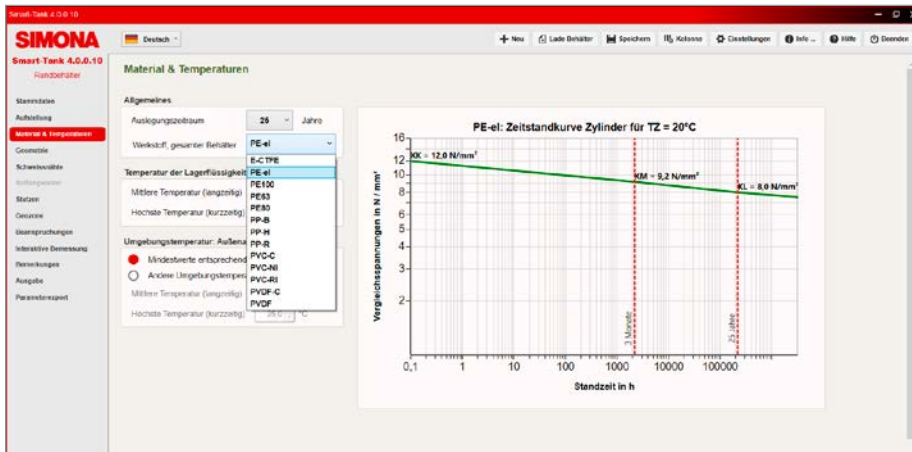 Smart-Tank 4.0.0.10
SIMONA
Smart-Tank 4.0.0.10
Rundbehälter
Deutsch
Neu
Lade Behälter
Speichern
Kolonne
Einstellungen
Info ...
Hilfe
Beenden
Stammdaten
Aufstellung
Material & Temperaturen
Geometrie
Schweissnähte
Stutzen
Beanspruchungen
Interaktive Bemessung
Bemerkungen
Ausgabe
Parameterexport
Material & Temperaturen
Allgemeines
Auslegungszeitraum
25
Jahre
Werkstoff, gesamter Behälter
PE-el
E-CTFE
PE-el
PE100
PE63
PE80
PP-B
PP-H
PP-R
PVC-C
PVC-NI
PVC-RI
PVDF-C
PVDF
Temperatur der Lagerflüssigkeit
Mittlere Temperatur (langzeitig)
Höchste Temperatur (kurzzeitig)
Umgebungstemperatur: Außena
Mindestwerte entsprechend
Andere Umgebungstempera
Mittlere Temperatur (langzeitig)
Höchste Temperatur (kurzzeitig)
25,0
°C
PE-el: Zeitstandkurve Zylinder für TZ = 20°C
Vergleichsspannungen in N / mm²
16
12
10
8
6
5
4
3
2
KK = 12,0 N/mm²
KM = 9,2 N/mm²
KL = 8,0 N/mm²
3 Monate
25 Jahre
0,1
1
10
100
1000
10000
100000
Standzeit in h